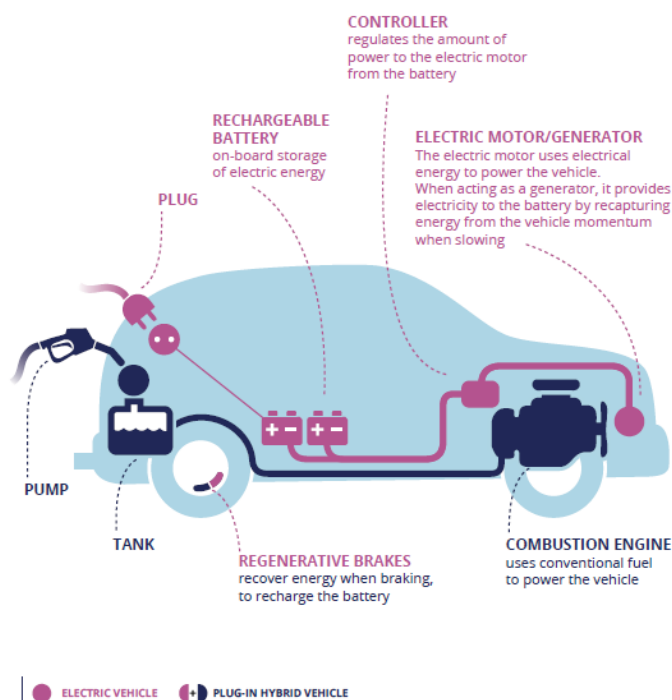 CONTROLLER
regulates the amount of
power to the electric motor
from the battery
RECHARGEABLE
BATTERY
on-board storage
of electric energy
ELECTRIC MOTOR/GENERATOR
The electric motor uses electrical
energy to power the vehicle.
When acting as a generator, it provides
electricity to the battery by recapturing
energy from the vehicle momentum
when slowing
PLUG
PUMP
TANK
REGENERATIVE BRAKES
recover energy when braking,
to recharge the battery
COMBUSTION ENGINE
uses conventional fuel
to power the vehicle
ELECTRIC VEHICLE
PLUG-IN HYBRID VEHICLE